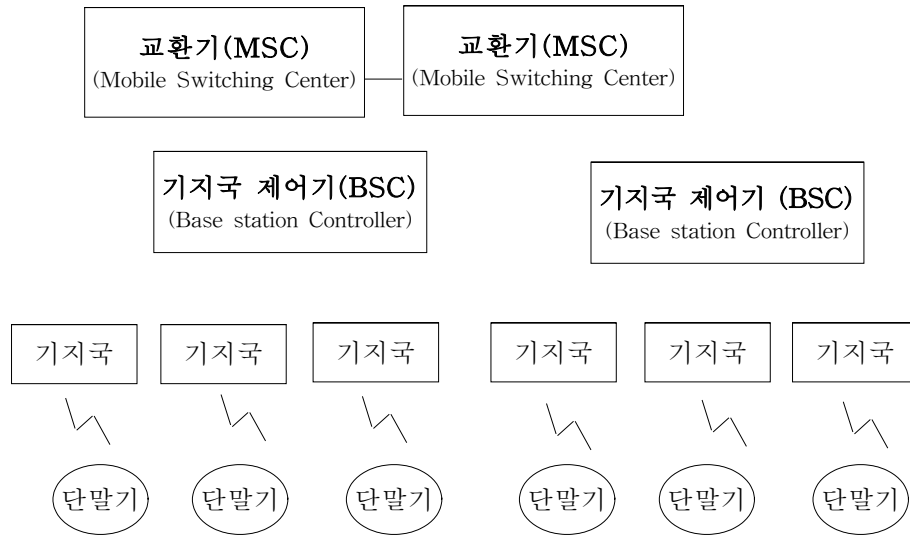 교환기(MSC)
(Mobile Switching Center)
교환기(MSC)
(Mobile Switching Center)
기지국 제어기(BSC)
(Base station Controller)
기지국 제어기 (BSC)
(Base station Controller)
기지국
기지국
기지국
기지국
기지국
기지국
단말기
단말기
단말기
단말기
단말기
단말기